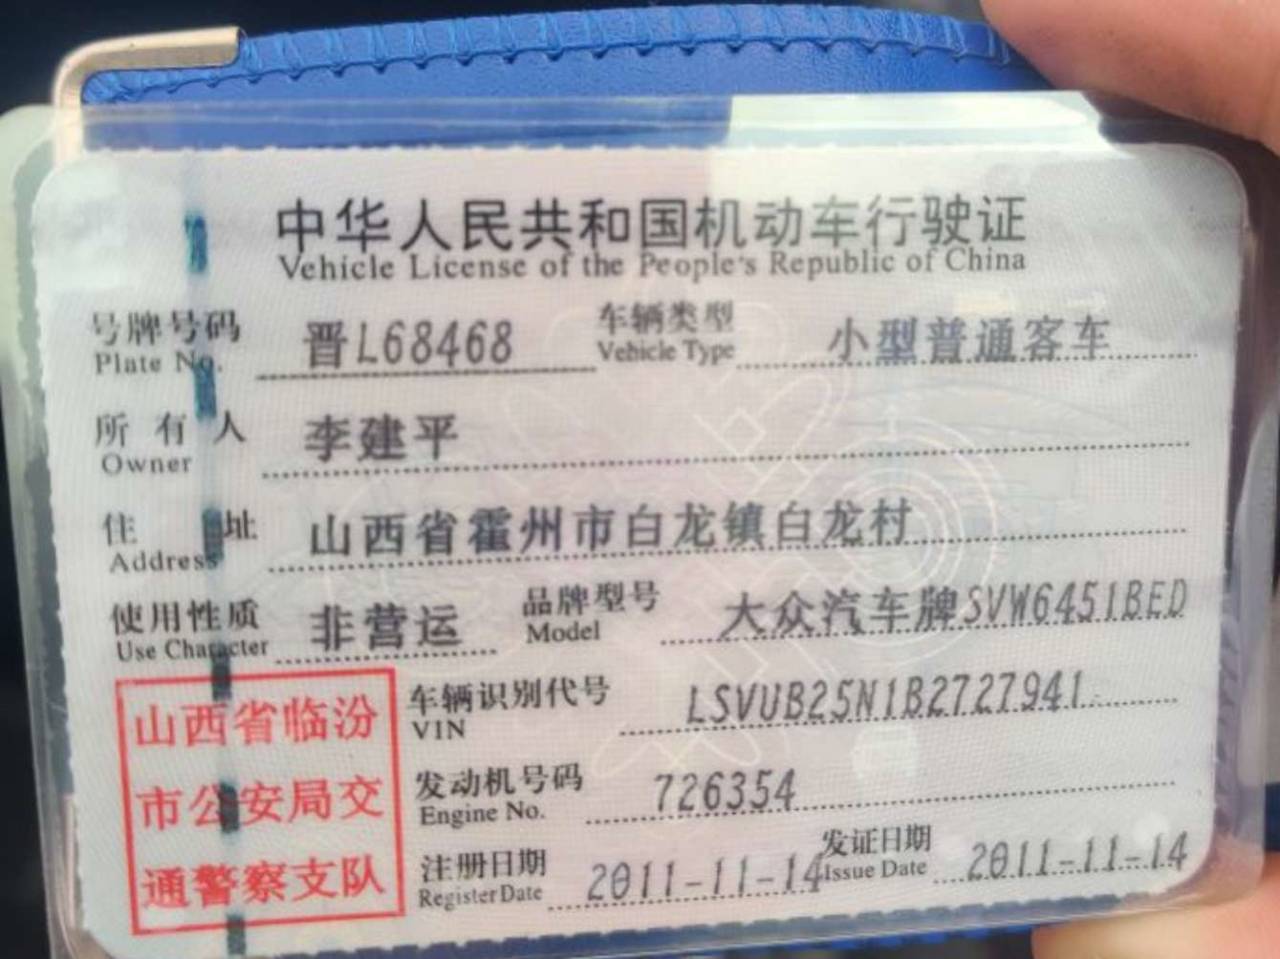 中华人民共和国机动车行驶证
Vehicle License of the People's Republic of China
号牌号码 晋L68468 车辆类型 小型普通客车
Plate No. Vehicle Type
所有人 李建平
Owner
住址 山西省霍州市白龙镇白龙村
Address
使用性质 非营运 品牌型号 大众汽车牌SVW6451BED
Use Character Model
山西省临汾
市公安局交
通警察支队
车辆识别代号 LSVUB25N1B2727941
VIN
发动机号码 726354
Engine No.
注册日期 2011-11-14 发证日期 2011-11-14
Register Date Issue Date